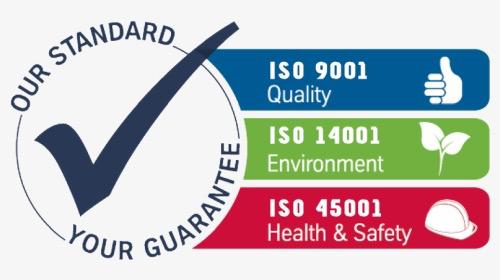 OUR STANDARD
YOUR GUARANTEE
ISO 9001
Quality
ISO 14001
Environment
ISO 45001
Health & Safety